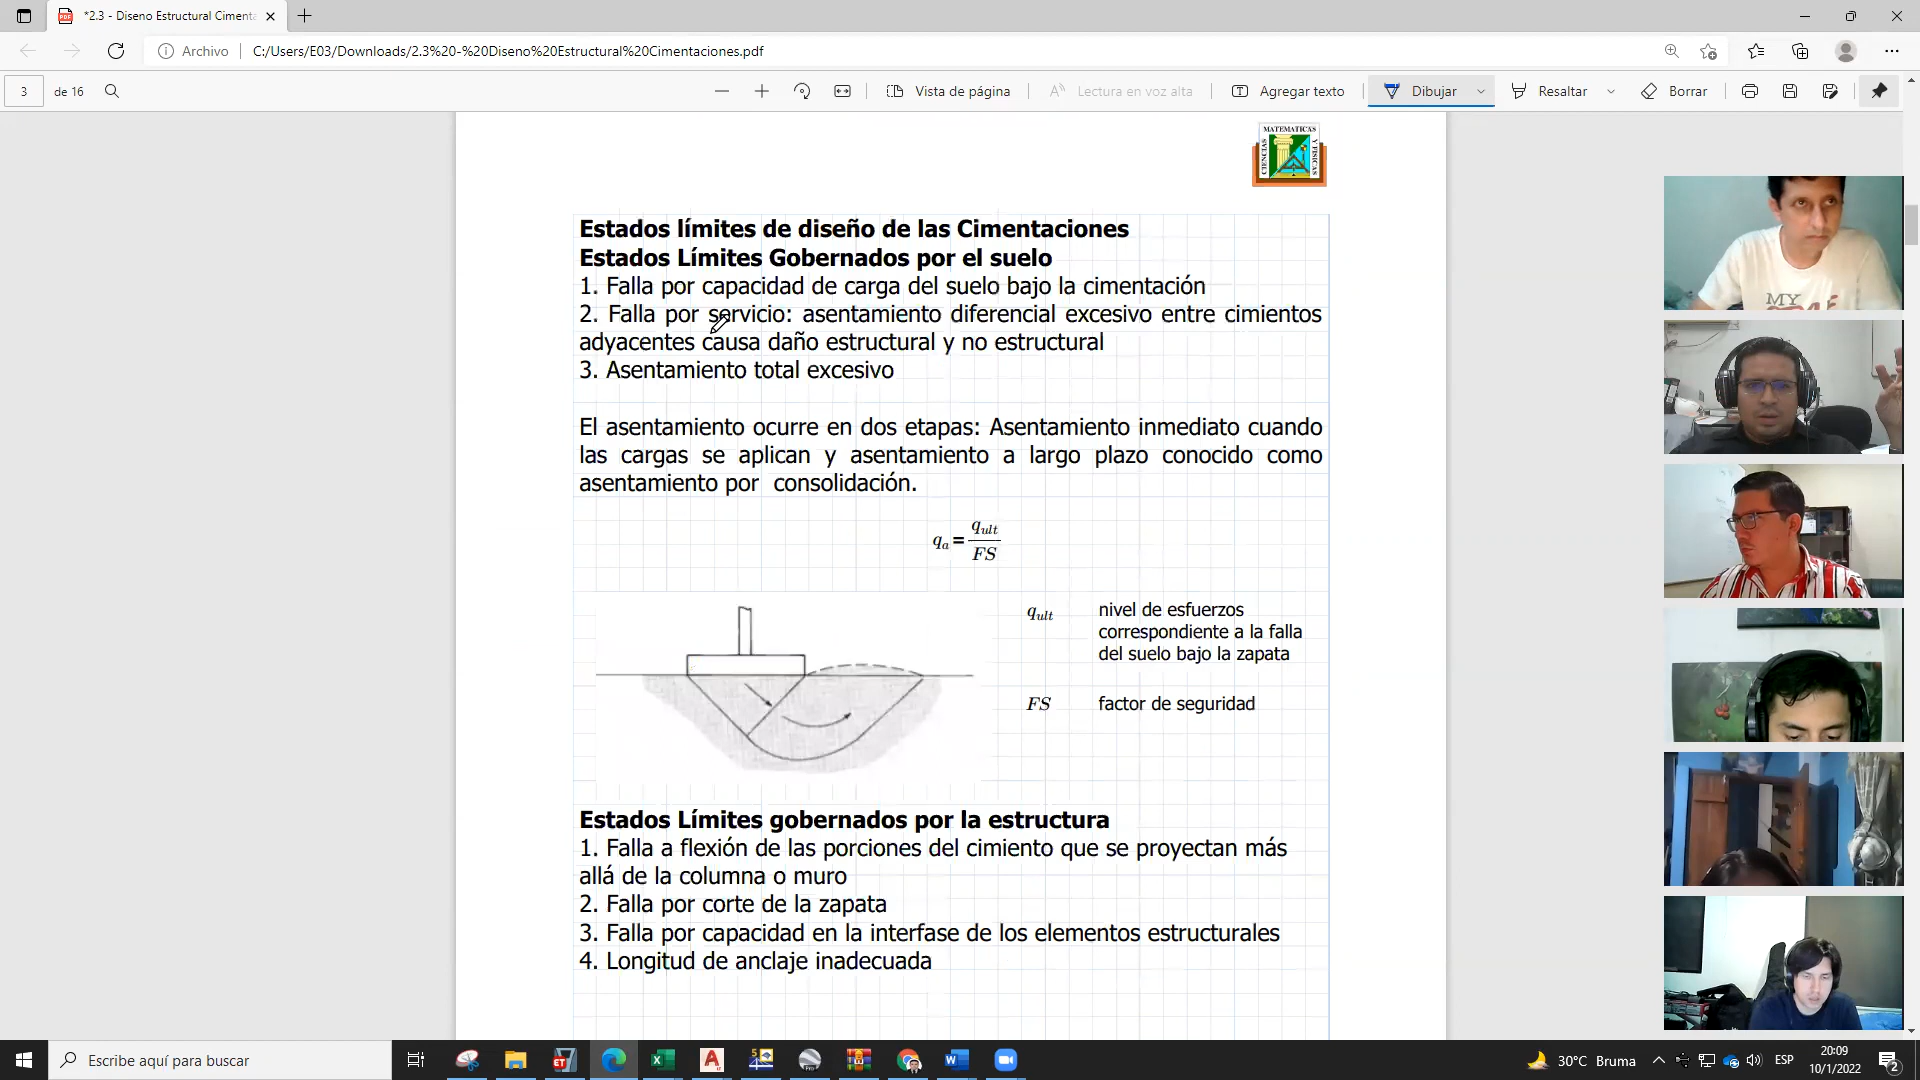 *2.3 - Diseno Estructural Cimenta
Archivo
C:/Users/E03/Downloads/2.3%20-%20Diseno%20Estructural%20Cimentaciones.pdf
3
de 16
Vista de página
Lectura en voz alta
Agregar texto
Dibujar
Resaltar
Borrar
MATEMATICAS
CIENCIAS
Y FISICAS
Estados límites de diseño de las Cimentaciones
Estados Límites Gobernados por el suelo
1. Falla por capacidad de carga del suelo bajo la cimentación
2. Falla por servicio: asentamiento diferencial excesivo entre cimientos
adyacentes causa daño estructural y no estructural
3. Asentamiento total excesivo
El asentamiento ocurre en dos etapas: Asentamiento inmediato cuando
las cargas se aplican y asentamiento a largo plazo conocido como
asentamiento por consolidación.
qa = qult / FS
qult nivel de esfuerzos
correspondiente a la falla
del suelo bajo la zapata
FS factor de seguridad
Estados Límites gobernados por la estructura
1. Falla a flexión de las porciones del cimiento que se proyectan más
allá de la columna o muro
2. Falla por corte de la zapata
3. Falla por capacidad en la interfase de los elementos estructurales
4. Longitud de anclaje inadecuada
MY
Escribe aquí para buscar
30°C Bruma
ESP
20:09
10/1/2022
2